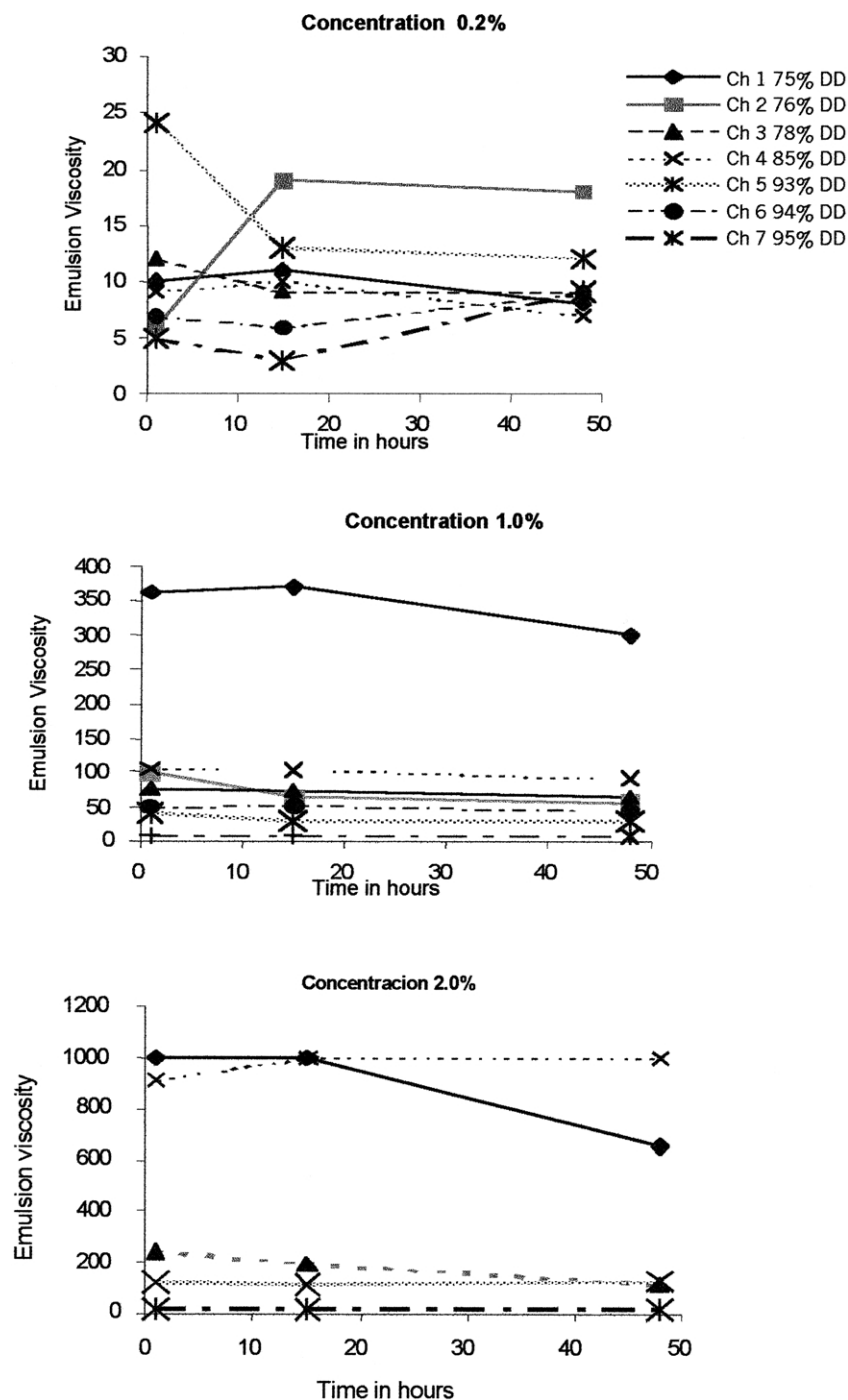 Concentration 0.2%
30
25
20
15
10
5
0
Emulsion Viscosity
0 10 20 30 40 50
Time in hours
Ch 1 75% DD
Ch 2 76% DD
Ch 3 78% DD
Ch 4 85% DD
Ch 5 93% DD
Ch 6 94% DD
Ch 7 95% DD
Concentration 1.0%
400
350
300
250
200
150
100
50
0
Emulsion Viscosity
0 10 20 30 40 50
Time in hours
Concentracion 2.0%
1200
1000
800
600
400
200
0
Emulsion viscosity
0 10 20 30 40 50
Time in hours